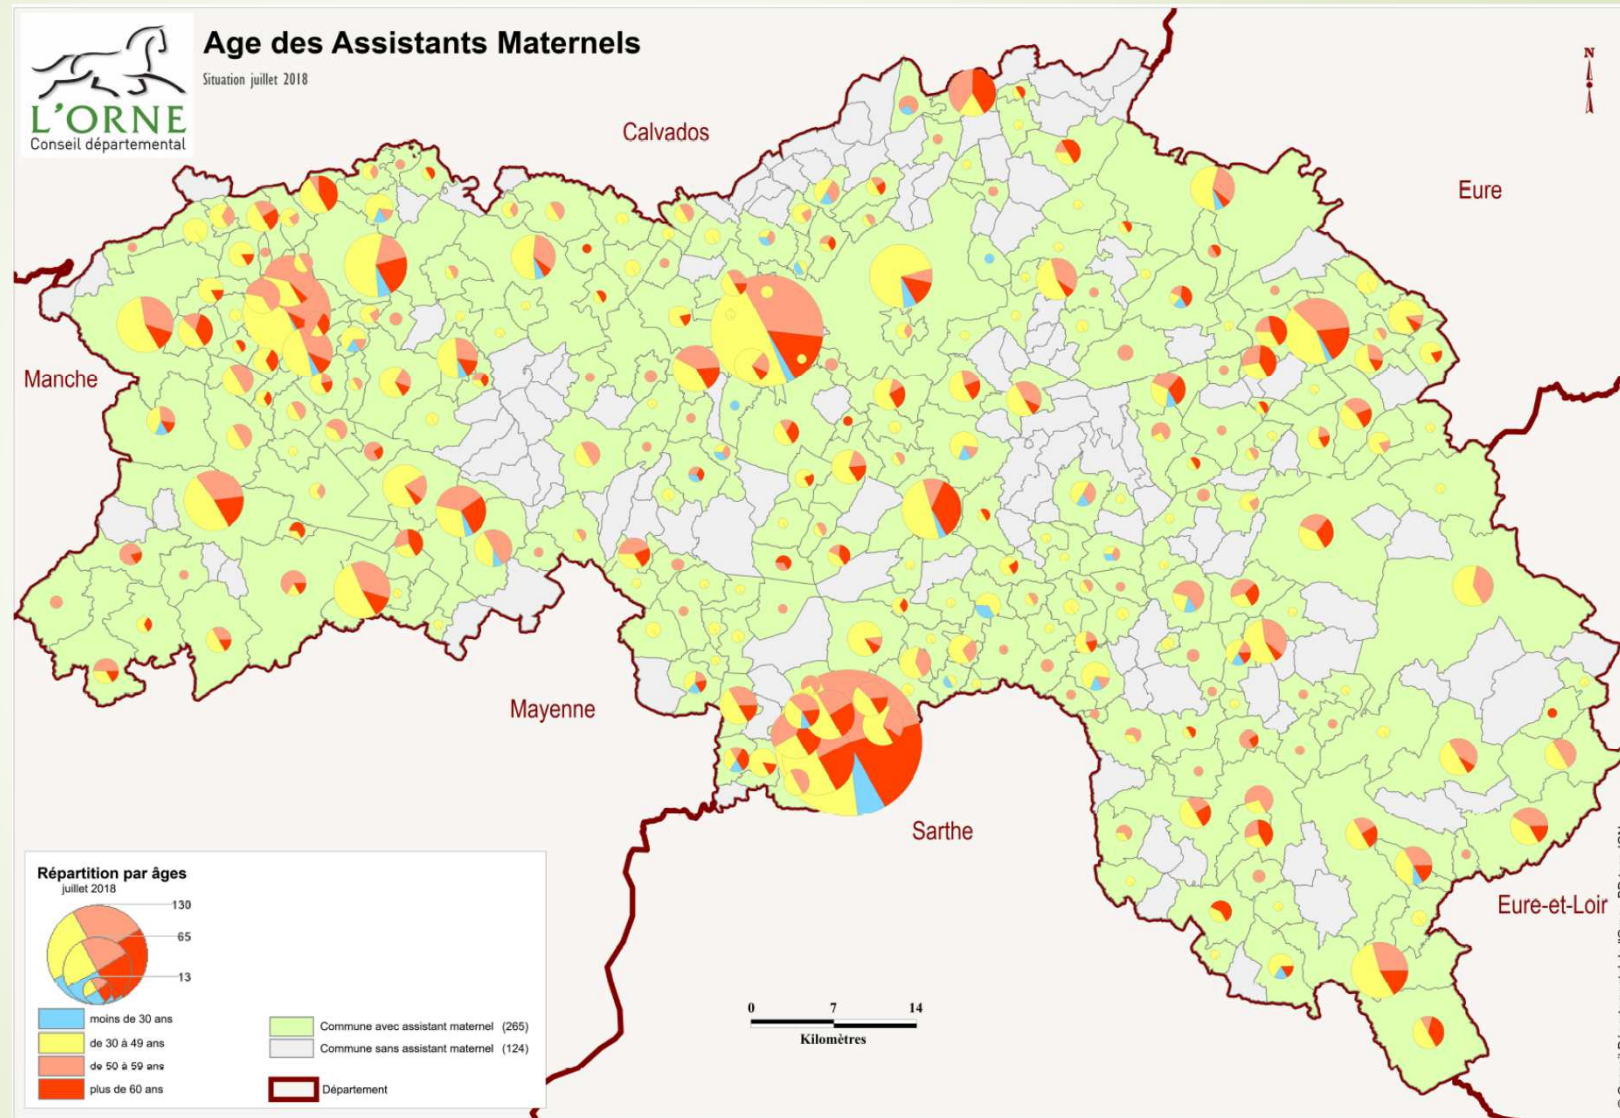 Age des Assistants Maternels
Situation juillet 2018
L'ORNE
Conseil départemental
N
Calvados
Eure
Manche
Mayenne
Sarthe
Eure-et-Loir
Répartition par âges
juillet 2018
130
65
13
moins de 30 ans
de 30 à 49 ans
de 50 à 59 ans
plus de 60 ans
Commune avec assistant maternel (265)
Commune sans assistant maternel (124)
Département
0 7 14
Kilomètres